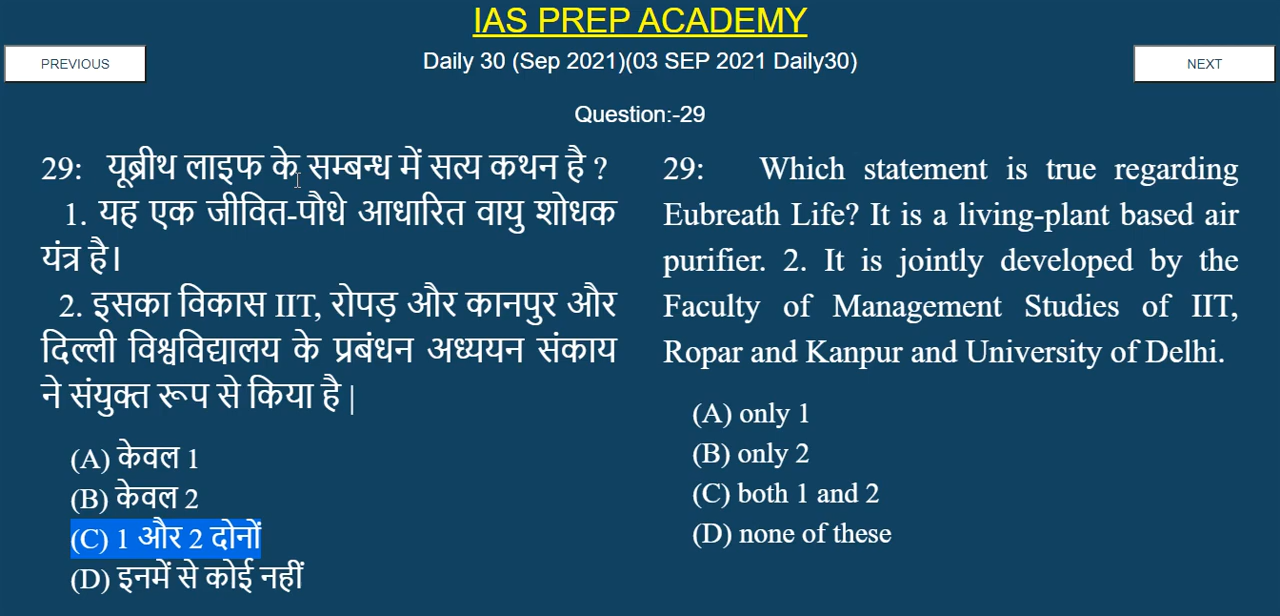 IAS PREP ACADEMY
PREVIOUS
Daily 30 (Sep 2021)(03 SEP 2021 Daily30)
NEXT
Question:-29
29: यूब्रीथ लाइफ के सम्बन्ध में सत्य कथन है ?
1. यह एक जीवित-पौधे आधारित वायु शोधक
यंत्र है।
2. इसका विकास IIT, रोपड़ और कानपुर और
दिल्ली विश्वविद्यालय के प्रबंधन अध्ययन संकाय
ने संयुक्त रूप से किया है |
(A) केवल 1
(B) केवल 2
(C) 1 और 2 दोनों
(D) इनमें से कोई नहीं
29: Which statement is true regarding
Eubreath Life? It is a living-plant based air
purifier. 2. It is jointly developed by the
Faculty of Management Studies of IIT,
Ropar and Kanpur and University of Delhi.
(A) only 1
(B) only 2
(C) both 1 and 2
(D) none of these